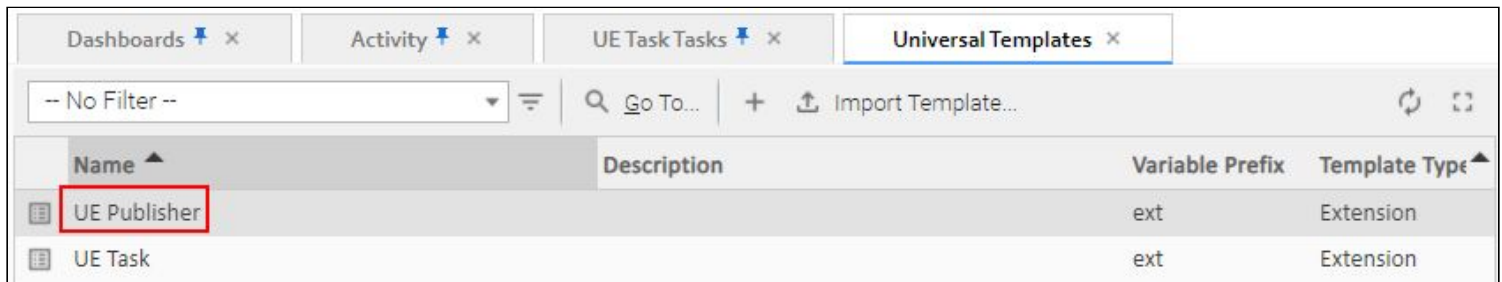 Dashboards Activity UE Task Tasks Universal Templates
-- No Filter -- Go To... Import Template...
Name Description Variable Prefix Template Type
UE Publisher ext Extension
UE Task ext Extension